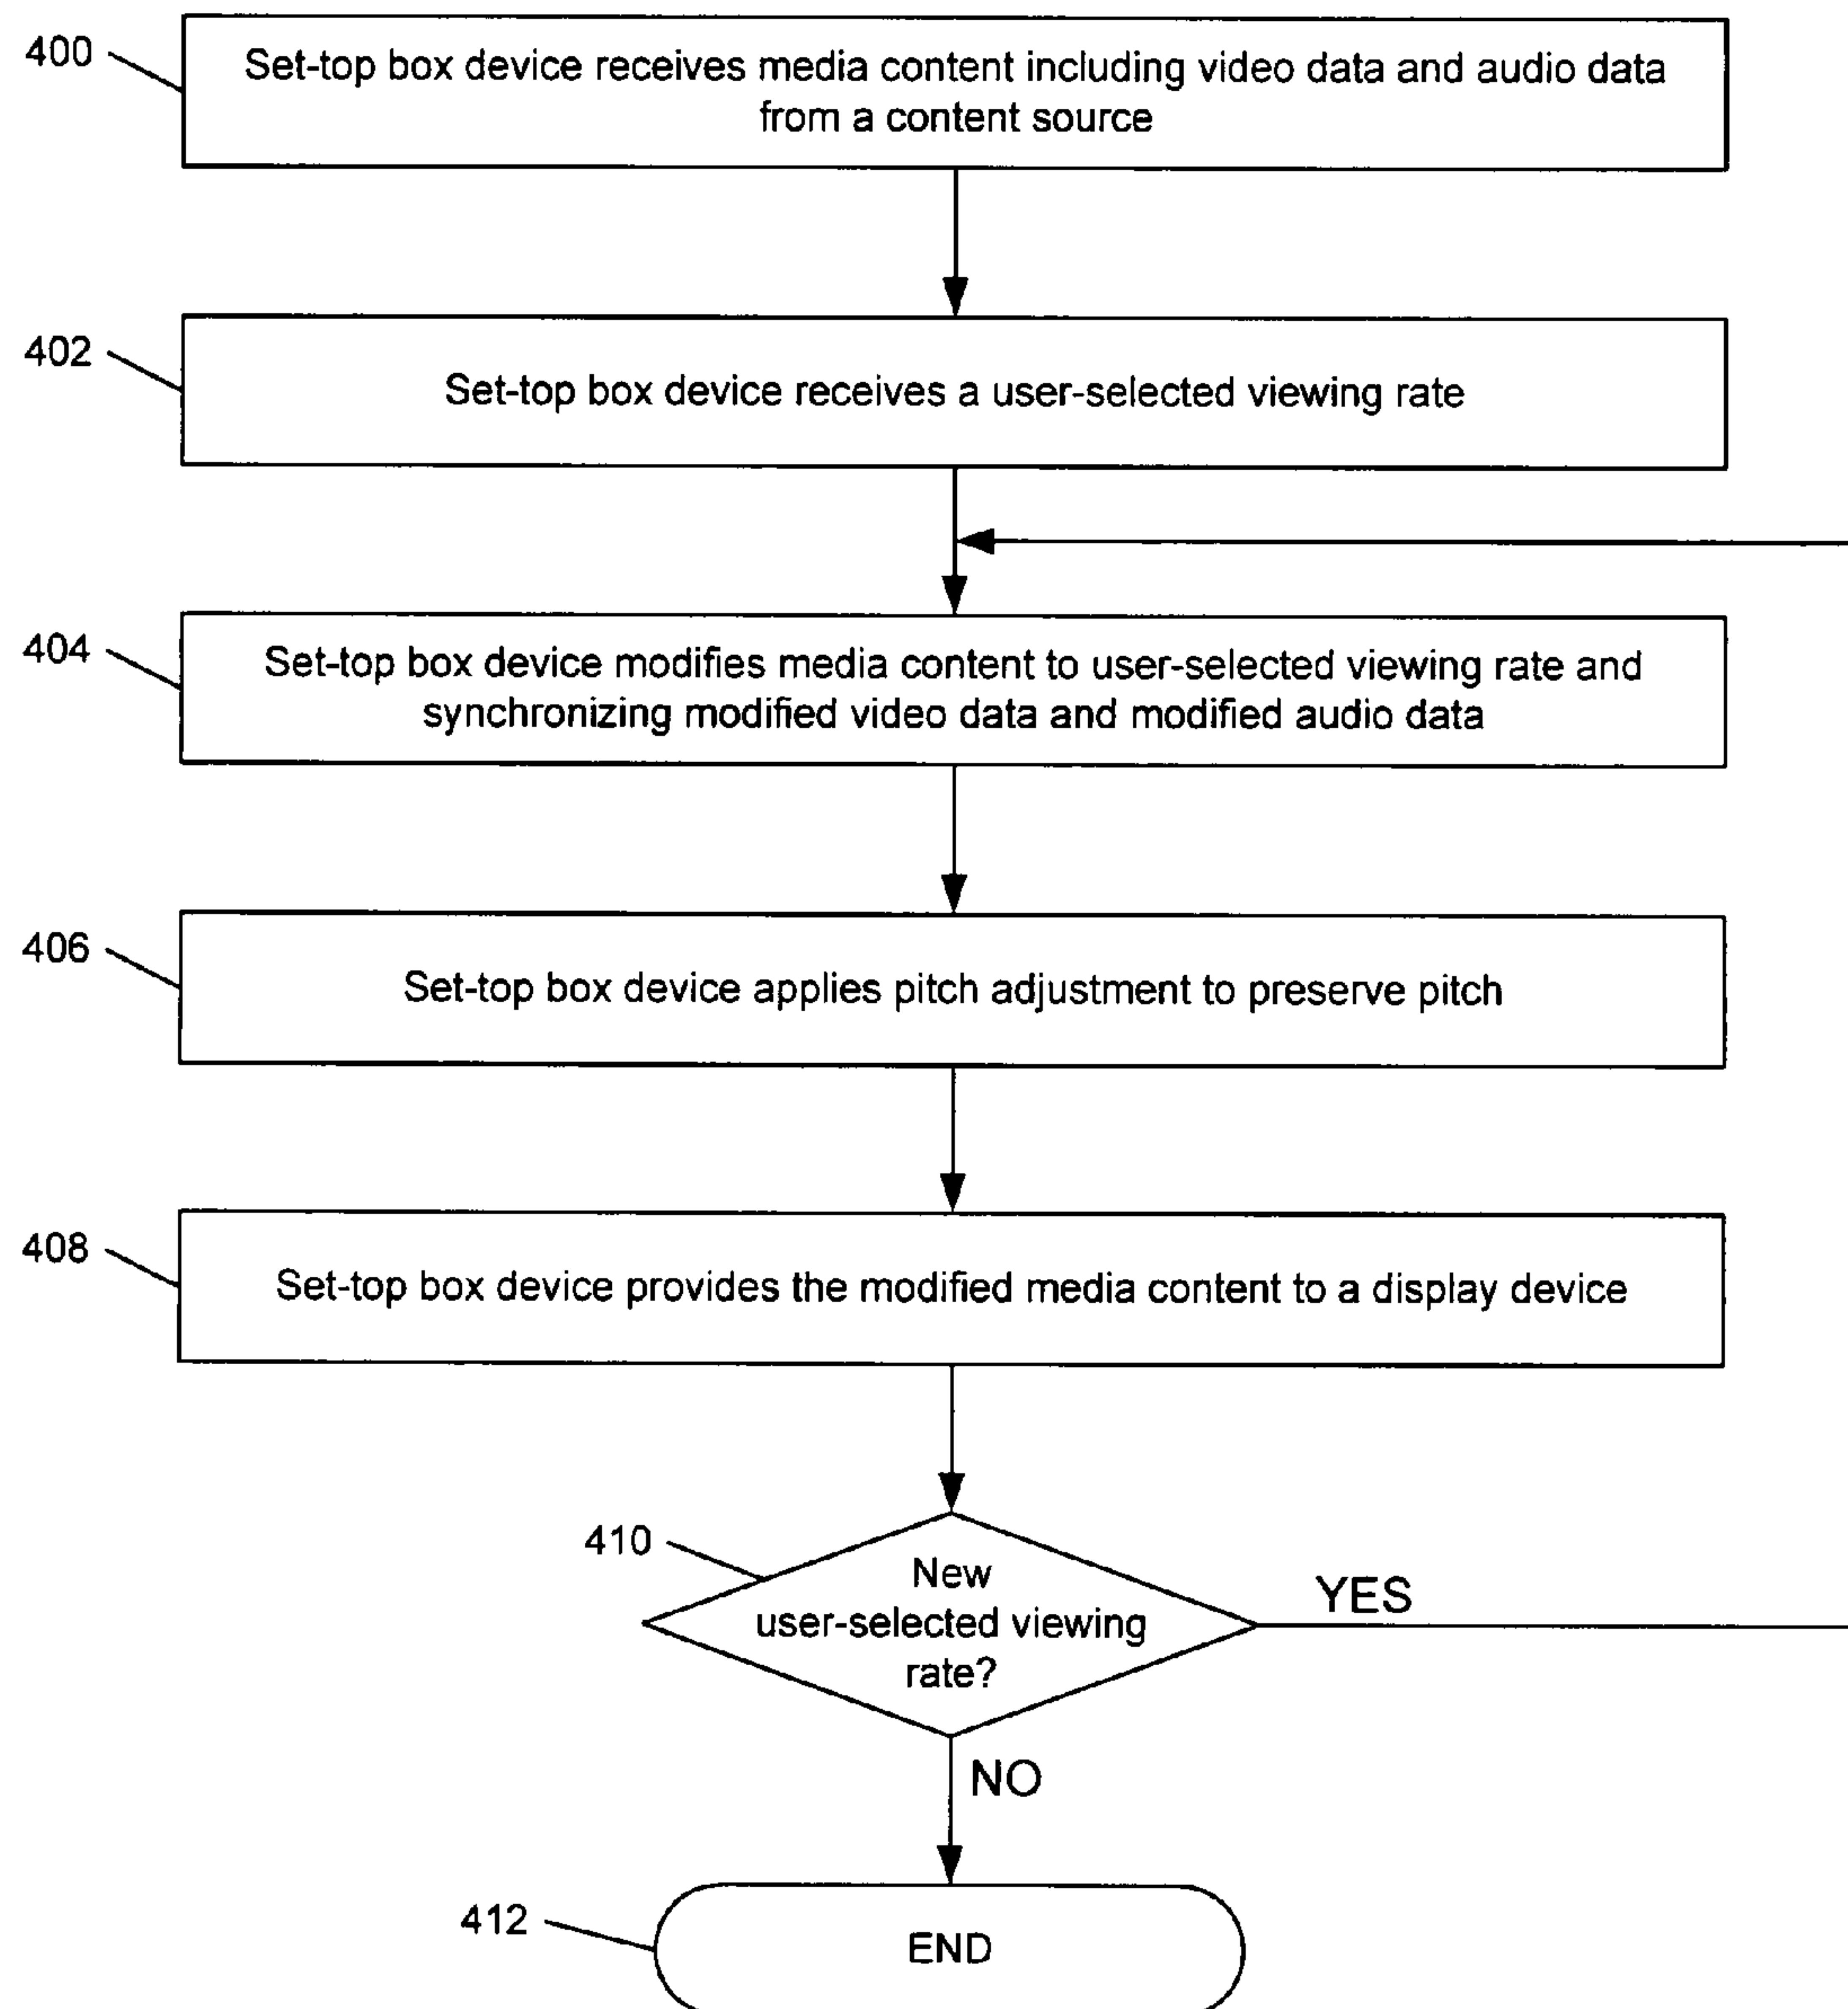 400
Set-top box device receives media content including video data and audio data
from a content source
402
Set-top box device receives a user-selected viewing rate
404
Set-top box device modifies media content to user-selected viewing rate and
synchronizing modified video data and modified audio data
406
Set-top box device applies pitch adjustment to preserve pitch
408
Set-top box device provides the modified media content to a display device
410
New
user-selected viewing
rate?
YES
NO
412
END